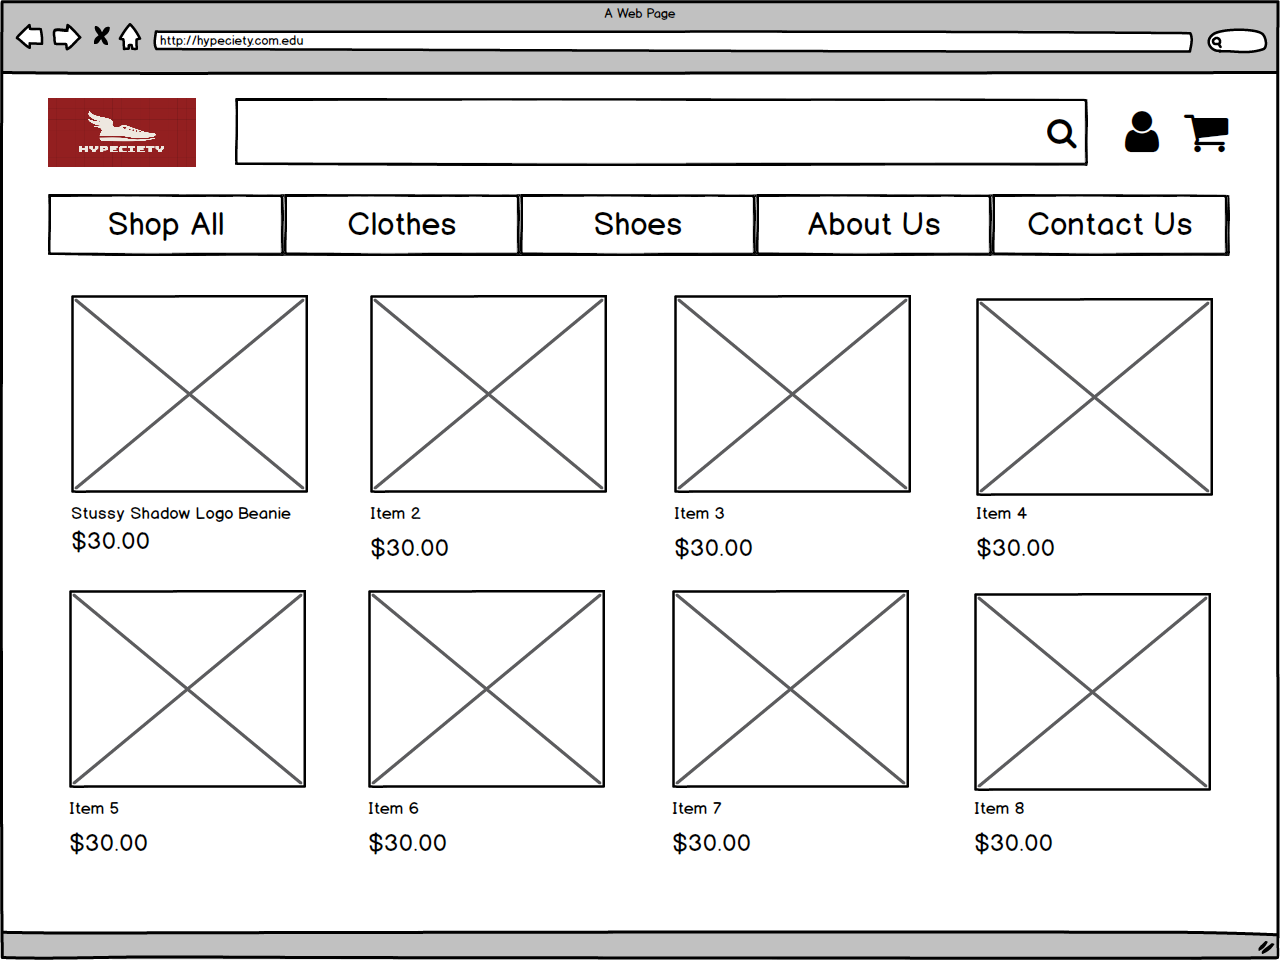 A Web Page
http://hypeciety.com.edu
HYPECIETY
Shop All
Clothes
Shoes
About Us
Contact Us
Stussy Shadow Logo Beanie
$30.00
Item 2
$30.00
Item 3
$30.00
Item 4
$30.00
Item 5
$30.00
Item 6
$30.00
Item 7
$30.00
Item 8
$30.00